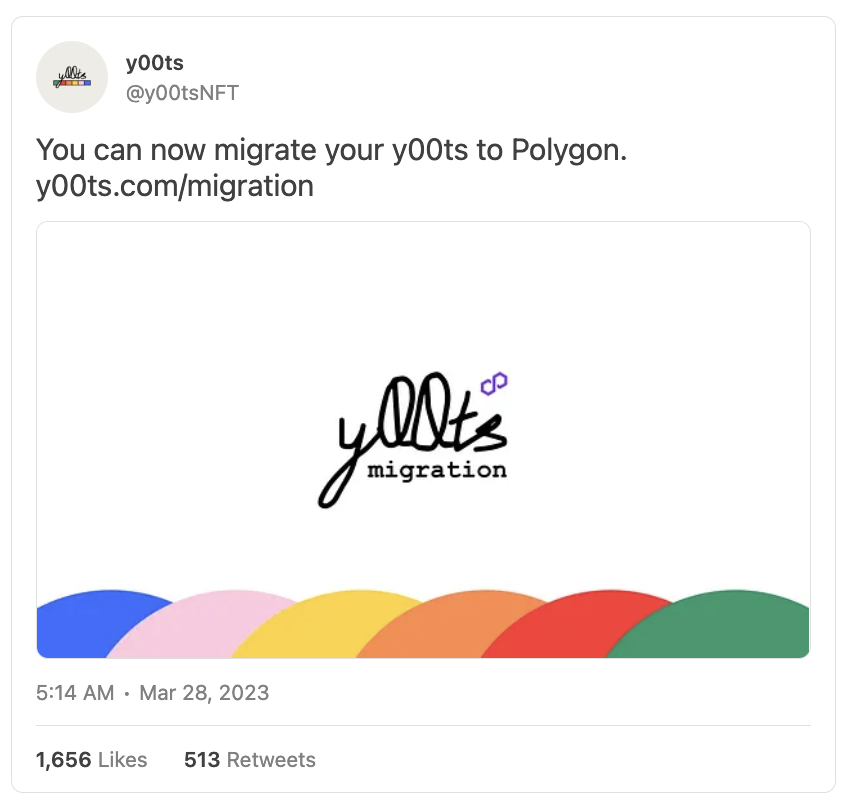 y00ts
y00ts
@y00tsNFT
You can now migrate your y00ts to Polygon.
y00ts.com/migration
y00ts
migration
5:14 AM · Mar 28, 2023
1,656 Likes 513 Retweets